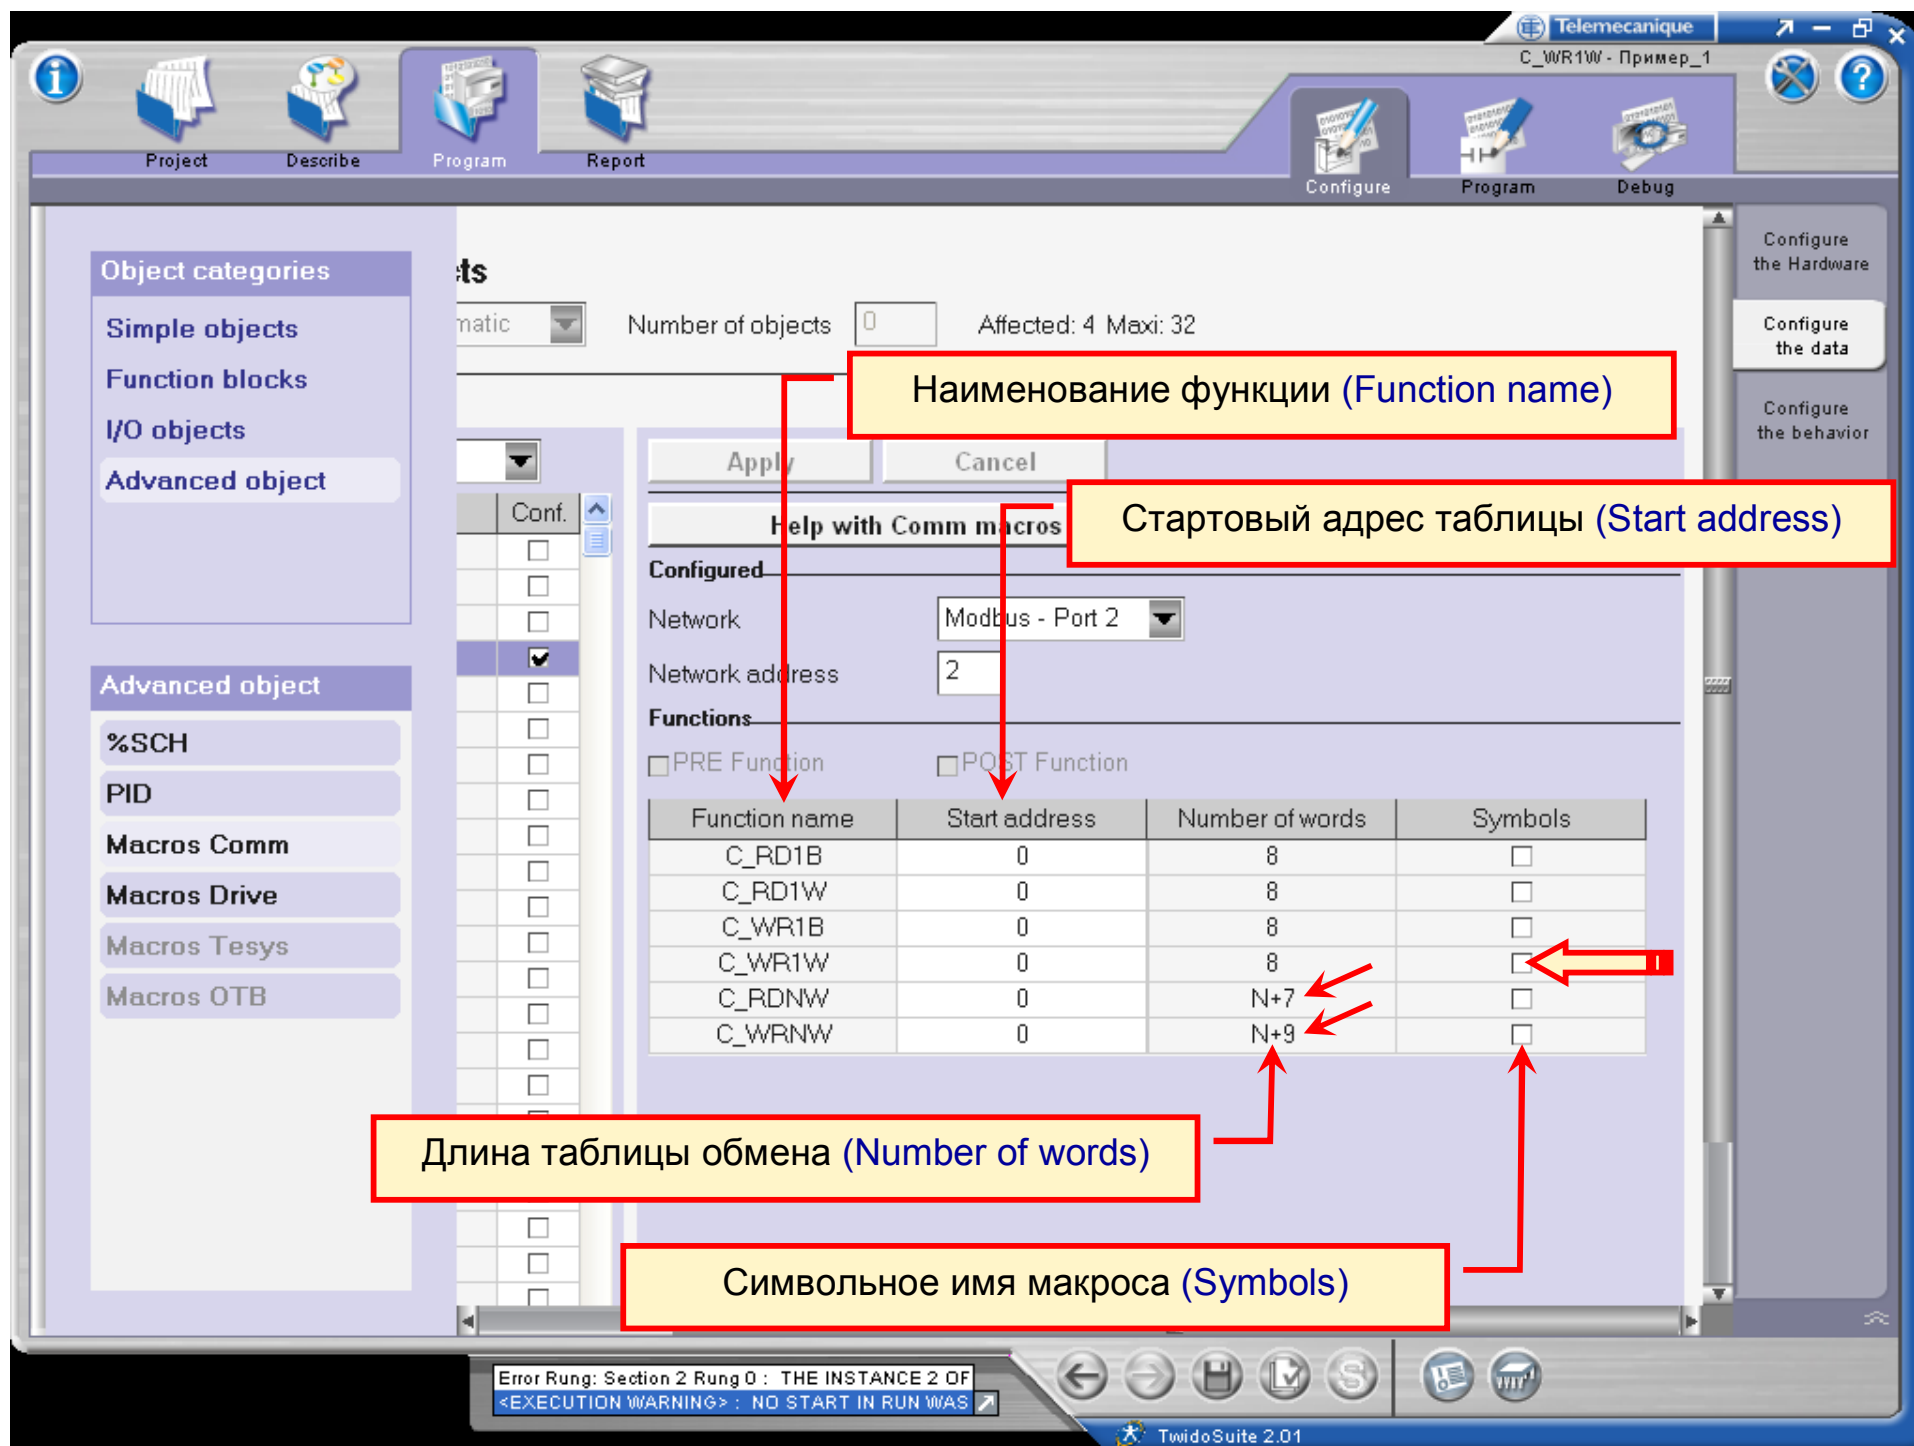 Telemecanique
C_WR1W - Пример_1
Project
Describe
Program
Report
Configure
Program
Debug
Configure
the Hardware
Configure
the data
Configure
the behavior
Object categories
Simple objects
Function blocks
I/O objects
Advanced object
Advanced object
%SCH
PID
Macros Comm
Macros Drive
Macros Tesys
Macros OTB
cts
matic
Number of objects 0 Affected: 4 Maxi: 32
Наименование функции (Function name)
Apply Cancel
Conf.
Help with Comm macros
Стартовый адрес таблицы (Start address)
Configured
Network Modbus - Port 2
Network address 2
Functions
PRE Function POST Function
Function name Start address Number of words Symbols
C_RD1B 0 8
C_RD1W 0 8
C_WR1B 0 8
C_WR1W 0 8
C_RDNW 0 N+7
C_WRNW 0 N+9
Длина таблицы обмена (Number of words)
Символьное имя макроса (Symbols)
Error Rung: Section 2 Rung 0 : THE INSTANCE 2 OF
<EXECUTION WARNING> : NO START IN RUN WAS
TwidoSuite 2.01